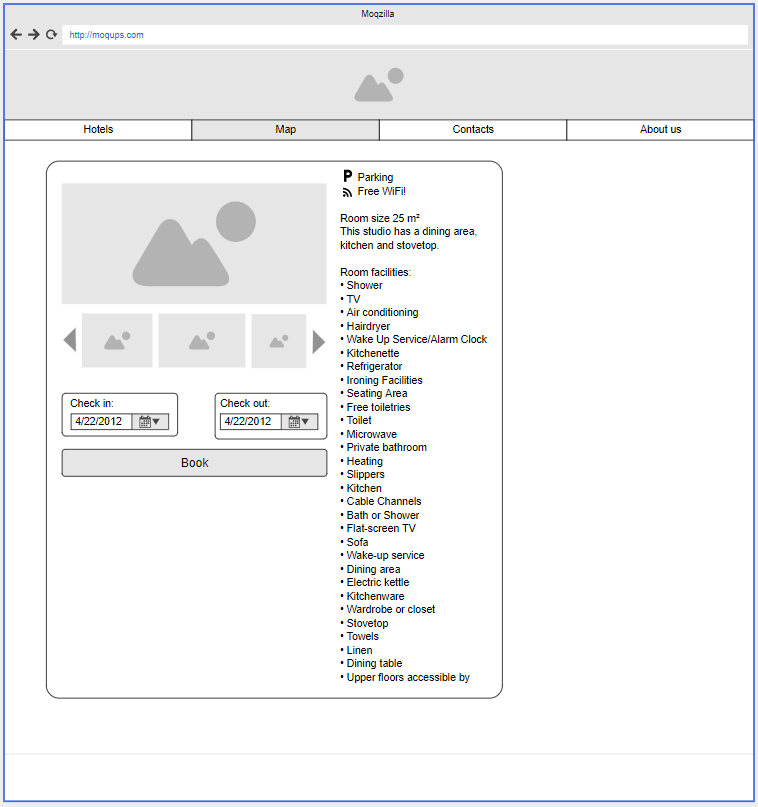 Moqzilla
http://moqups.com
Hotels
Map
Contacts
About us
Parking
Free WiFi!
Room size 25 m²
This studio has a dining area,
kitchen and stovetop.
Room facilities:
• Shower
• TV
• Air conditioning
• Hairdryer
• Wake Up Service/Alarm Clock
• Kitchenette
• Refrigerator
• Ironing Facilities
• Seating Area
• Free toiletries
• Toilet
• Microwave
• Private bathroom
• Heating
• Slippers
• Kitchen
• Cable Channels
• Bath or Shower
• Flat-screen TV
• Sofa
• Wake-up service
• Dining area
• Electric kettle
• Kitchenware
• Wardrobe or closet
• Stovetop
• Towels
• Linen
• Dining table
• Upper floors accessible by
Check in:
4/22/2012
Check out:
4/22/2012
Book